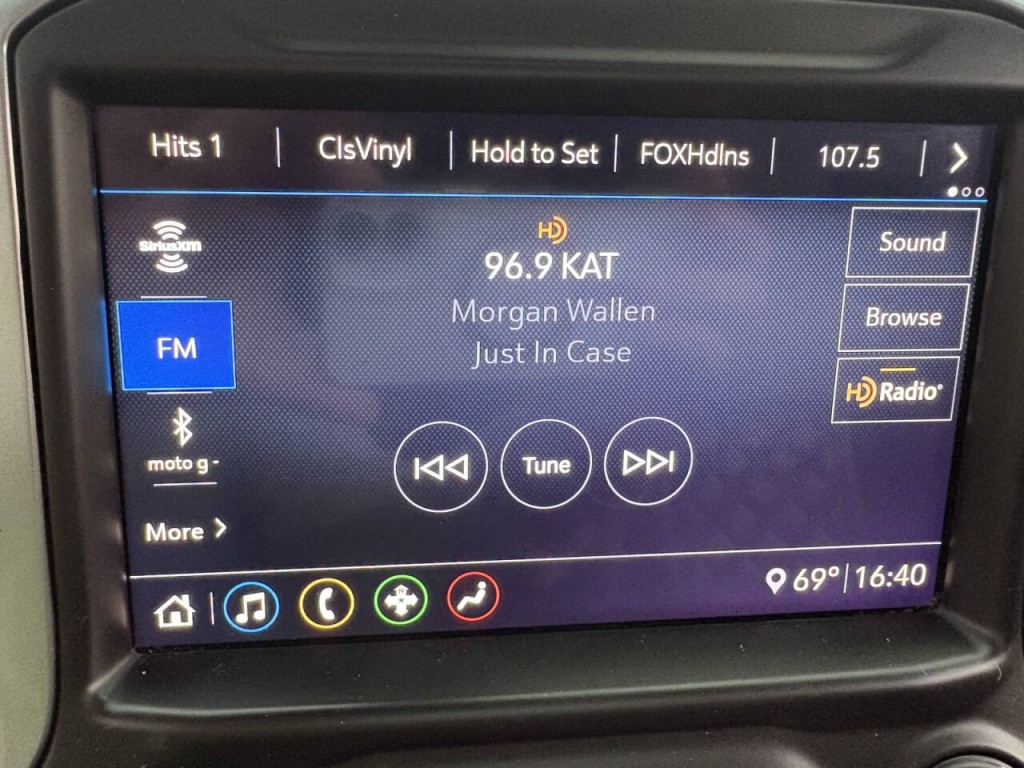 Hits 1 | ClsVinyl | Hold to Set | FOXHdlns | 107.5
SiriusXM
HD
96.9 KAT
Morgan Wallen
Just In Case
Sound
Browse
HD Radio
FM
moto g -
Tune
More
69° | 16:40